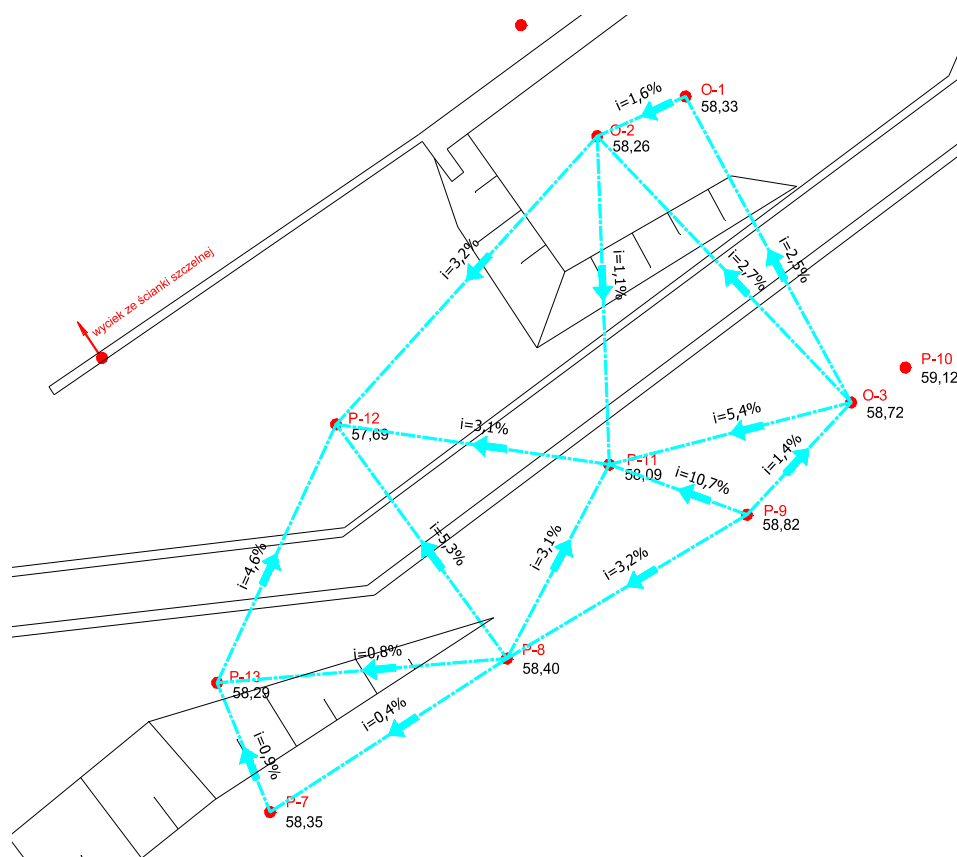 O-1
i=1,6%
58,33
O-2
58,26
i=3,2%
wyciek ze ścianki szczelnej
i=1,1%
i=2,7%
i=2,5%
P-10
59,12
O-3
58,72
P-12
57,69
i=3,1%
i=5,4%
P-11
58,09
i=10,7%
i=1,4%
P-9
58,82
i=4,6%
i=5,3%
i=3,1%
i=3,2%
i=0,8%
P-8
58,40
P-13
58,29
i=0,4%
i=0,9%
P-7
58,35